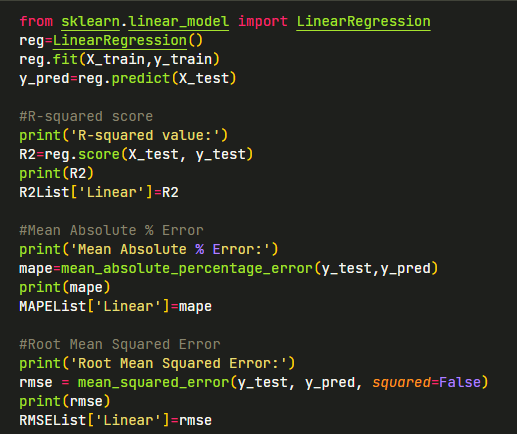 from sklearn.linear_model import LinearRegression
reg=LinearRegression()
reg.fit(X_train,y_train)
y_pred=reg.predict(X_test)

#R-squared score
print('R-squared value:')
R2=reg.score(X_test, y_test)
print(R2)
R2List['Linear']=R2

#Mean Absolute % Error
print('Mean Absolute % Error:')
mape=mean_absolute_percentage_error(y_test,y_pred)
print(mape)
MAPEList['Linear']=mape

#Root Mean Squared Error
print('Root Mean Squared Error:')
rmse = mean_squared_error(y_test, y_pred, squared=False)
print(rmse)
RMSEList['Linear']=rmse